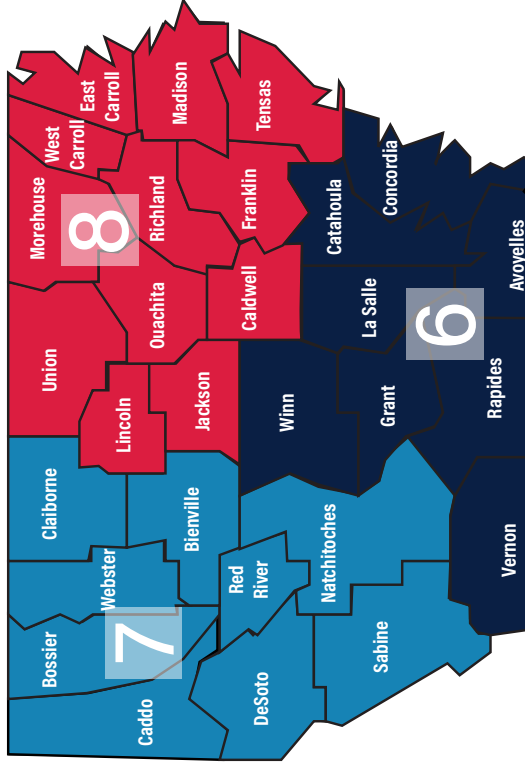 Caddo
Bossier
Webster
Claiborne
Union
Morehouse
West
Carroll
East
Carroll
7
Bienville
Lincoln
Ouachita
8
Richland
Madison
DeSoto
Red
River
Jackson
Caldwell
Franklin
Tensas
Sabine
Natchitoches
Winn
Grant
La Salle
Catahoula
Concordia
6
Vernon
Rapides
Avoyelles